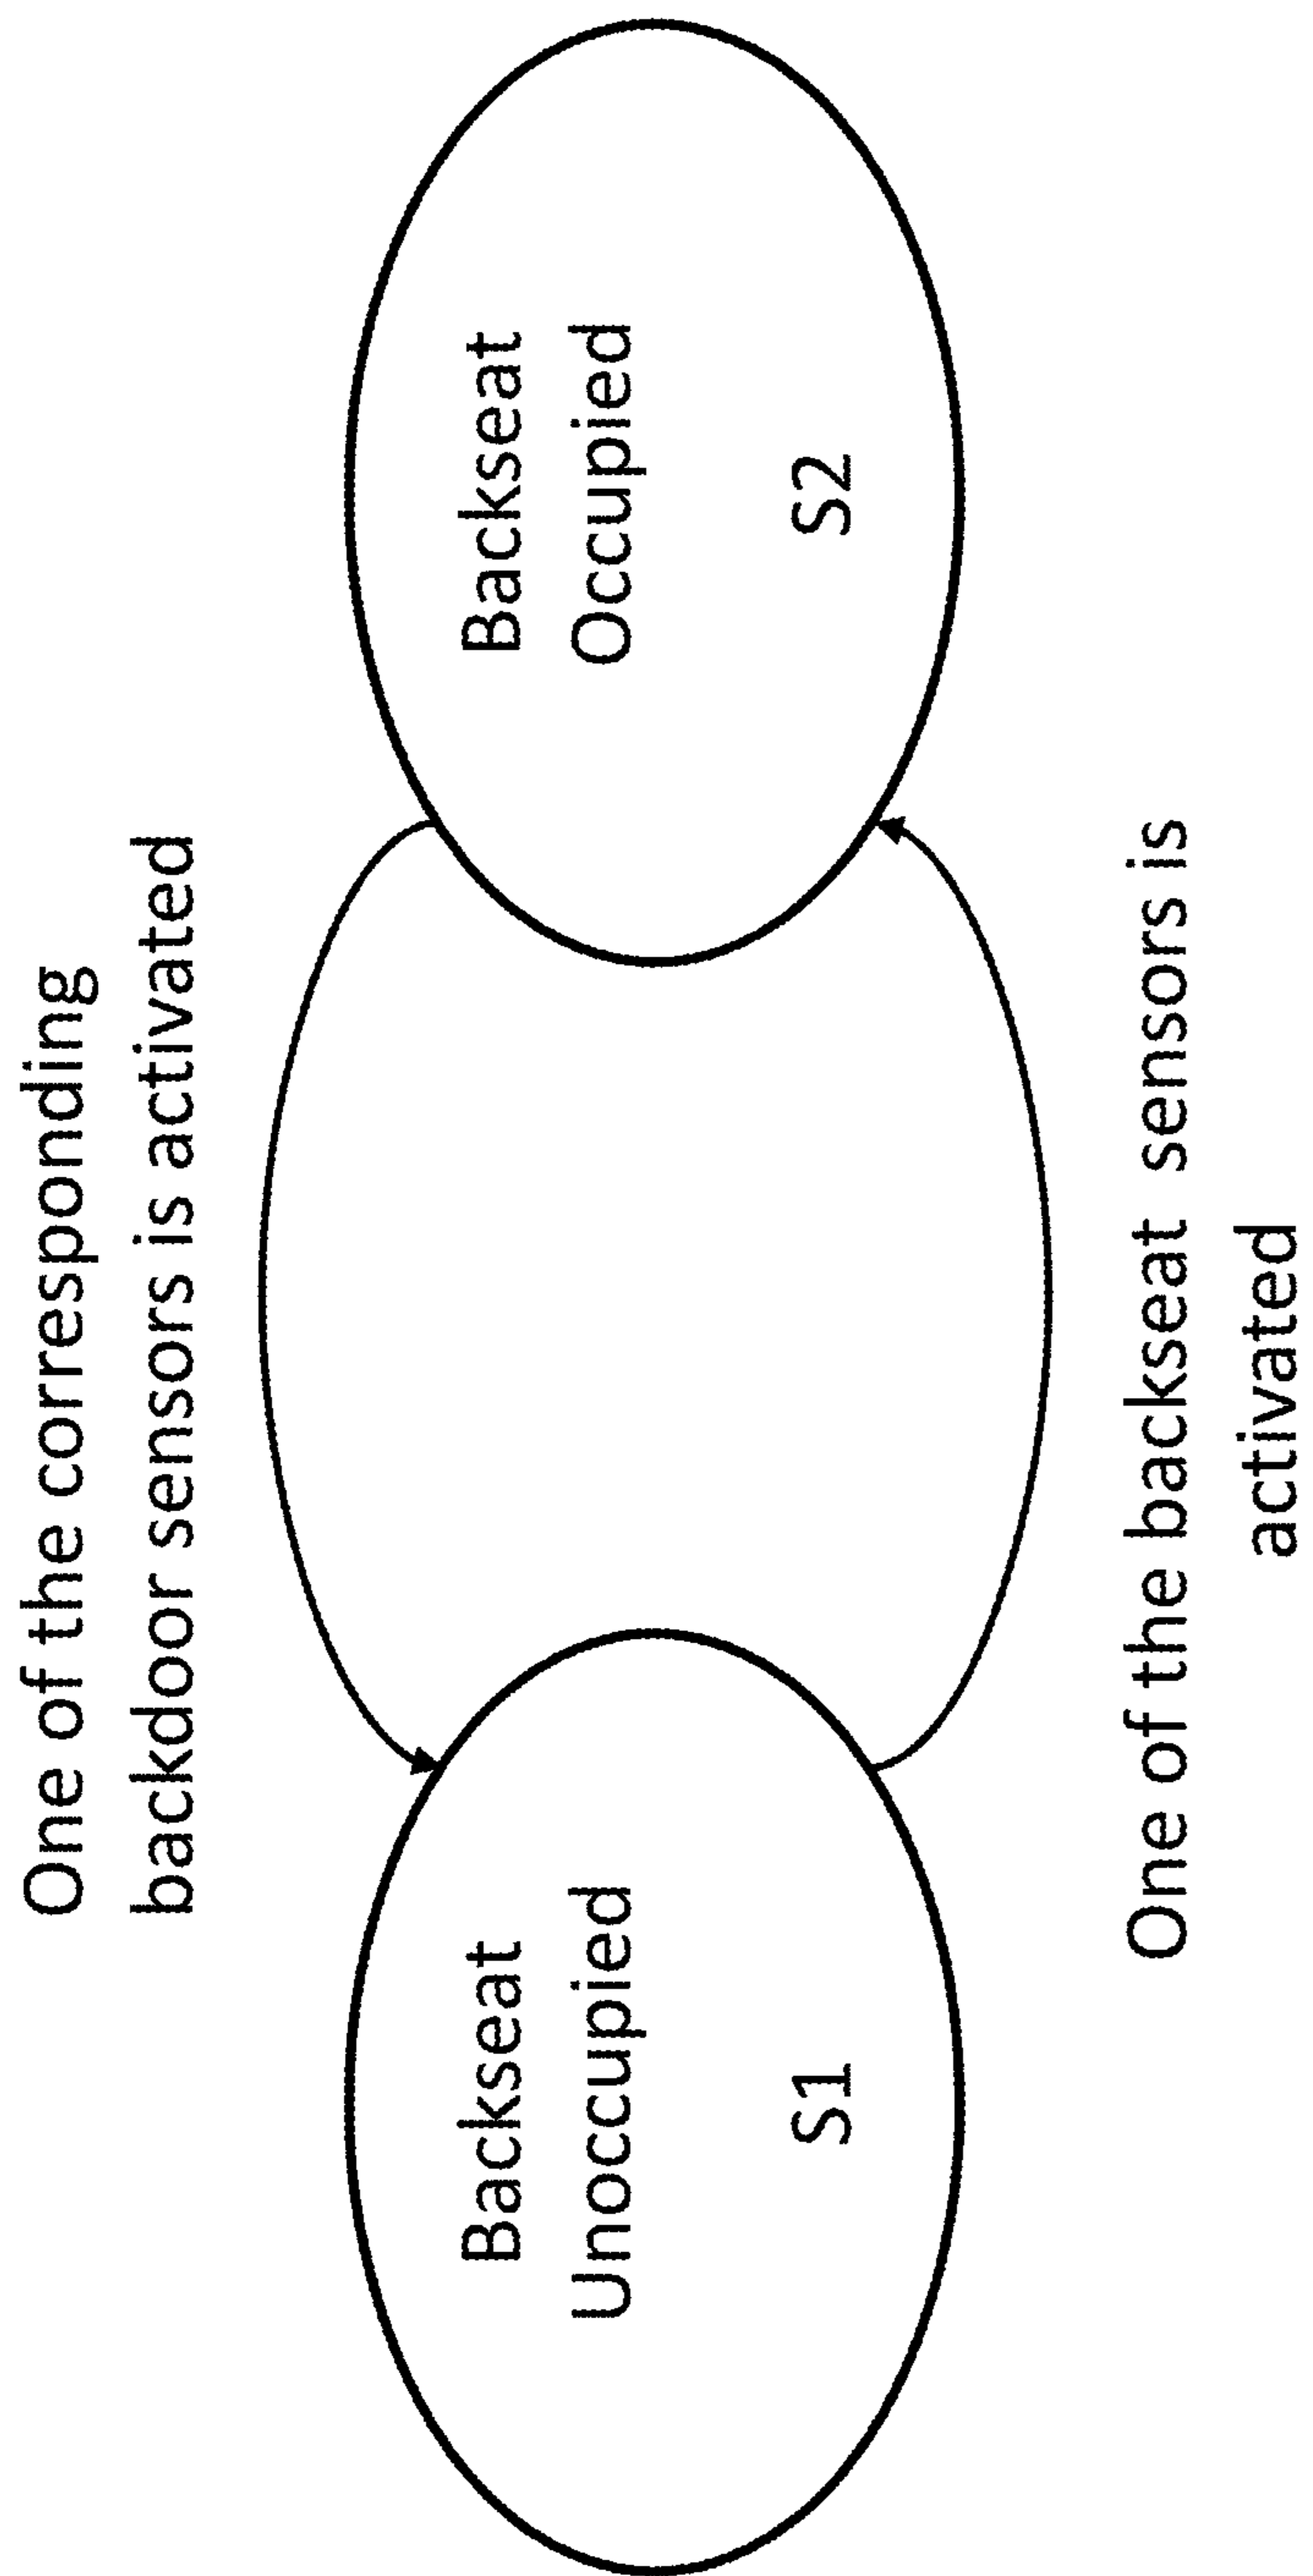 One of the corresponding
backdoor sensors is activated
Backseat
Unoccupied
S1
Backseat
Occupied
S2
One of the backseat sensors is
activated